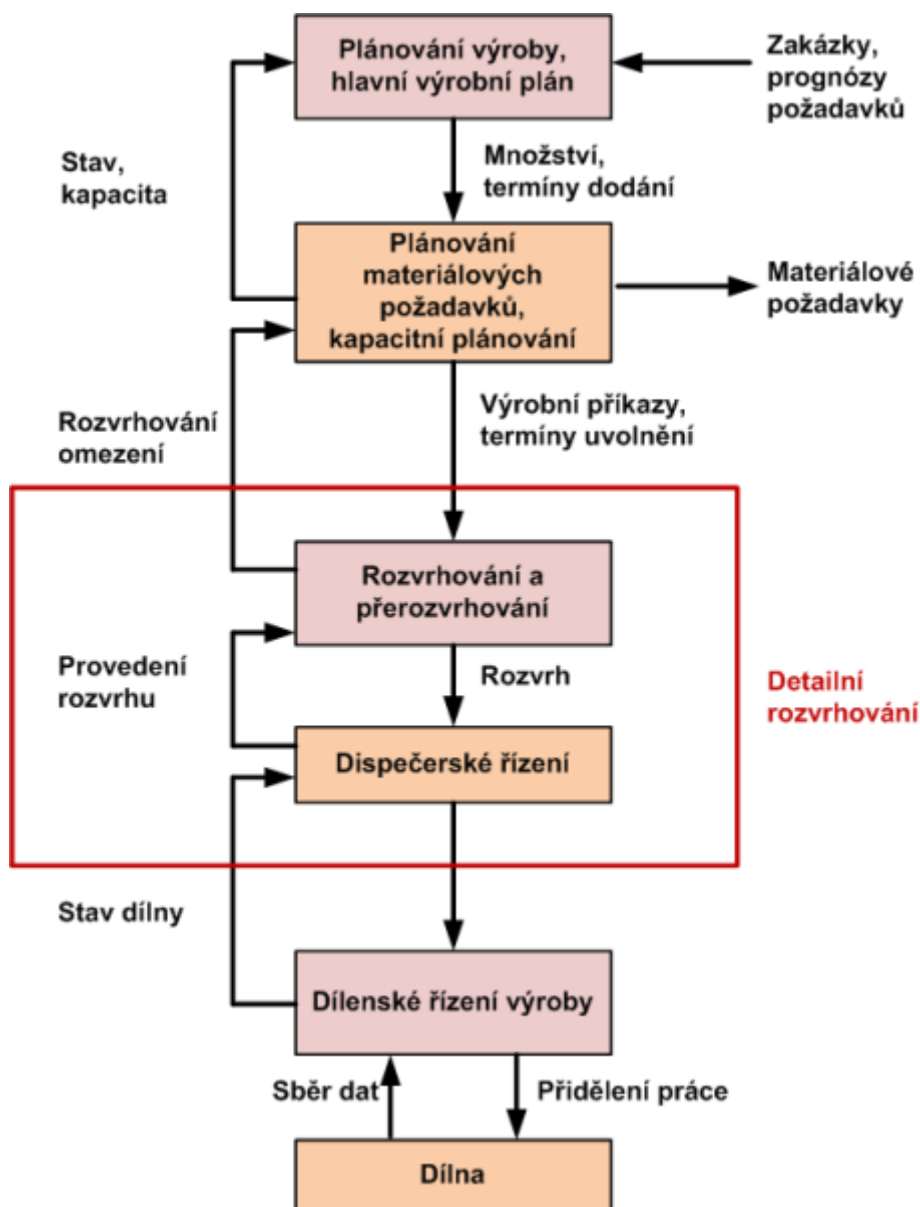 Plánování výroby,
hlavní výrobní plán
Zakázky,
prognózy
požadavků
Stav,
kapacita
Množství,
termíny dodání
Plánování
materiálových
požadavků,
kapacitní plánování
Materiálové
požadavky
Rozvrhování
omezení
Výrobní příkazy,
termíny uvolnění
Rozvrhování a
přerozvrhování
Provedení
rozvrhu
Rozvrh
Detailní
rozvrhování
Dispečerské řízení
Stav dílny
Dílenské řízení výroby
Sběr dat
Přidělení práce
Dílna